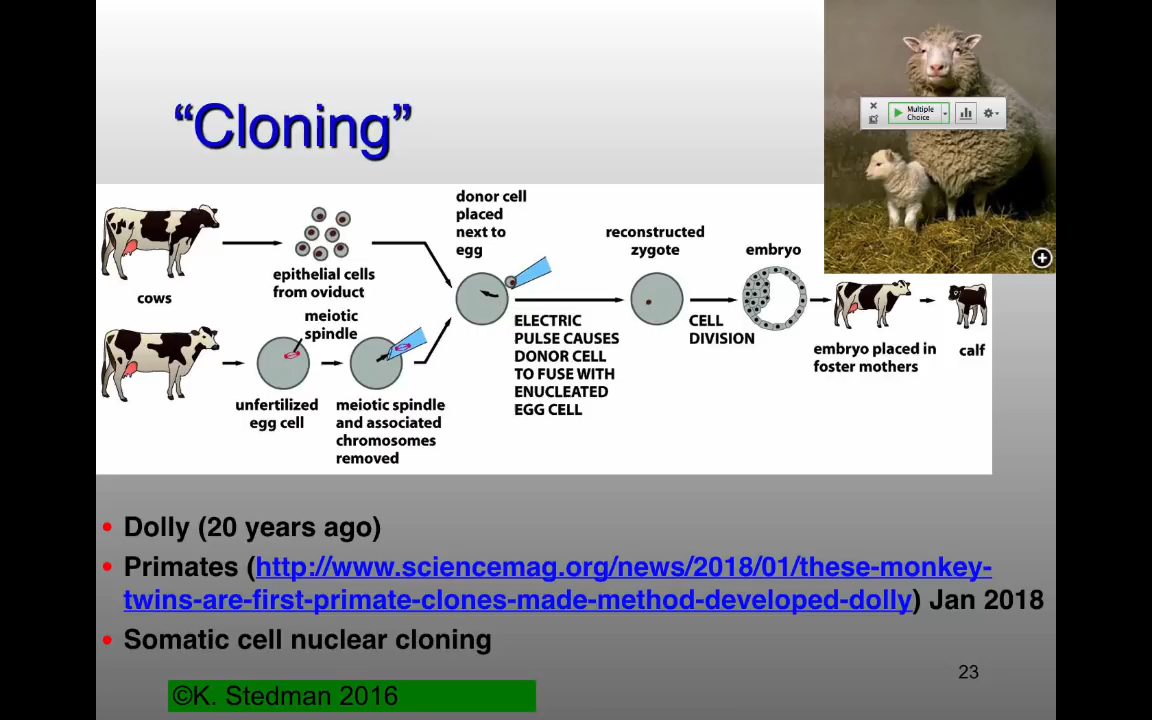 “Cloning”
Multiple
Choice
donor cell
placed
next to
egg
reconstructed
zygote
embryo
epithelial cells
from oviduct
cows
meiotic
spindle
ELECTRIC
PULSE CAUSES
DONOR CELL
TO FUSE WITH
ENUCLEATED
EGG CELL
CELL
DIVISION
embryo placed in
foster mothers
calf
unfertilized
egg cell
meiotic spindle
and associated
chromosomes
removed
• Dolly (20 years ago)
• Primates (http://www.sciencemag.org/news/2018/01/these-monkey-
twins-are-first-primate-clones-made-method-developed-dolly) Jan 2018
• Somatic cell nuclear cloning
23
©K. Stedman 2016